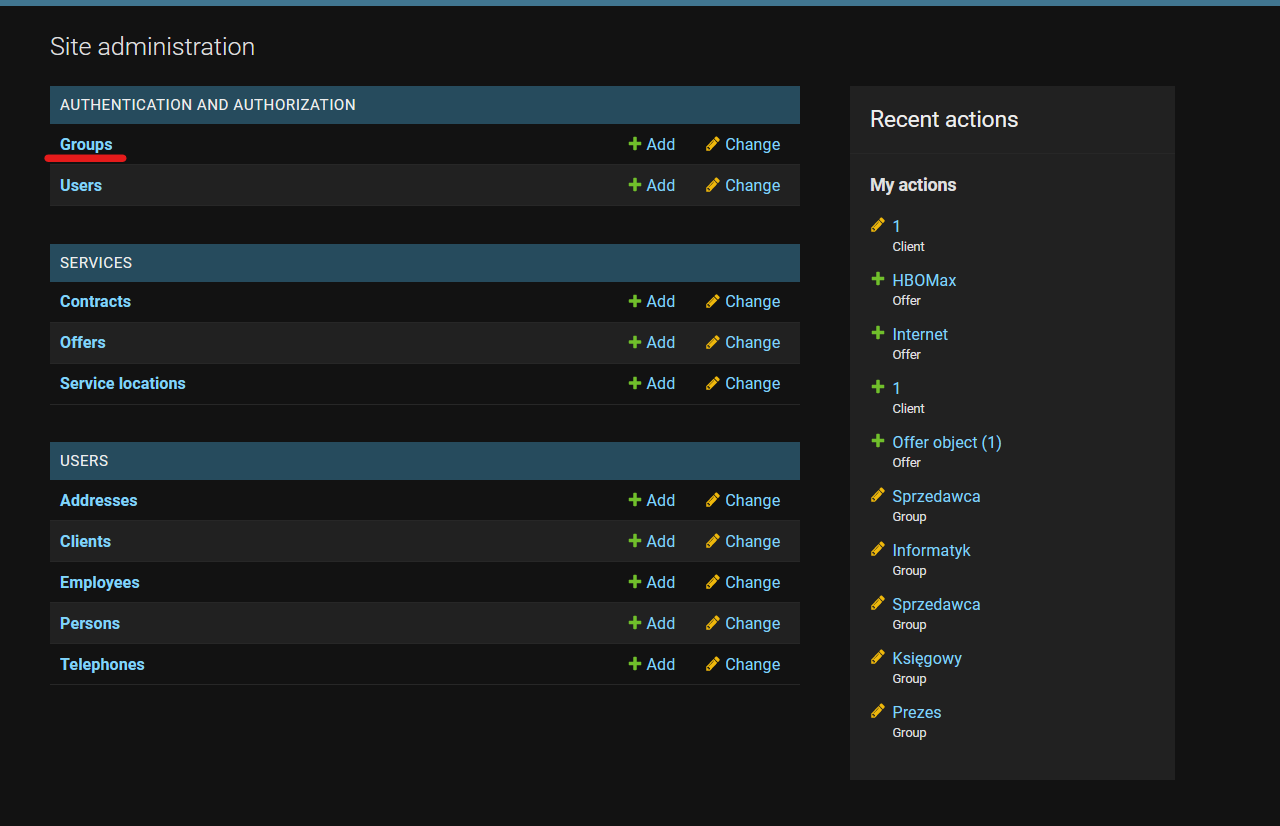 Site administration
AUTHENTICATION AND AUTHORIZATION
Groups Add Change
Users Add Change
SERVICES
Contracts Add Change
Offers Add Change
Service locations Add Change
USERS
Addresses Add Change
Clients Add Change
Employees Add Change
Persons Add Change
Telephones Add Change
Recent actions
My actions
1
Client
HBOMax
Offer
Internet
Offer
1
Client
Offer object (1)
Offer
Sprzedawca
Group
Informatyk
Group
Sprzedawca
Group
Księgowy
Group
Prezes
Group